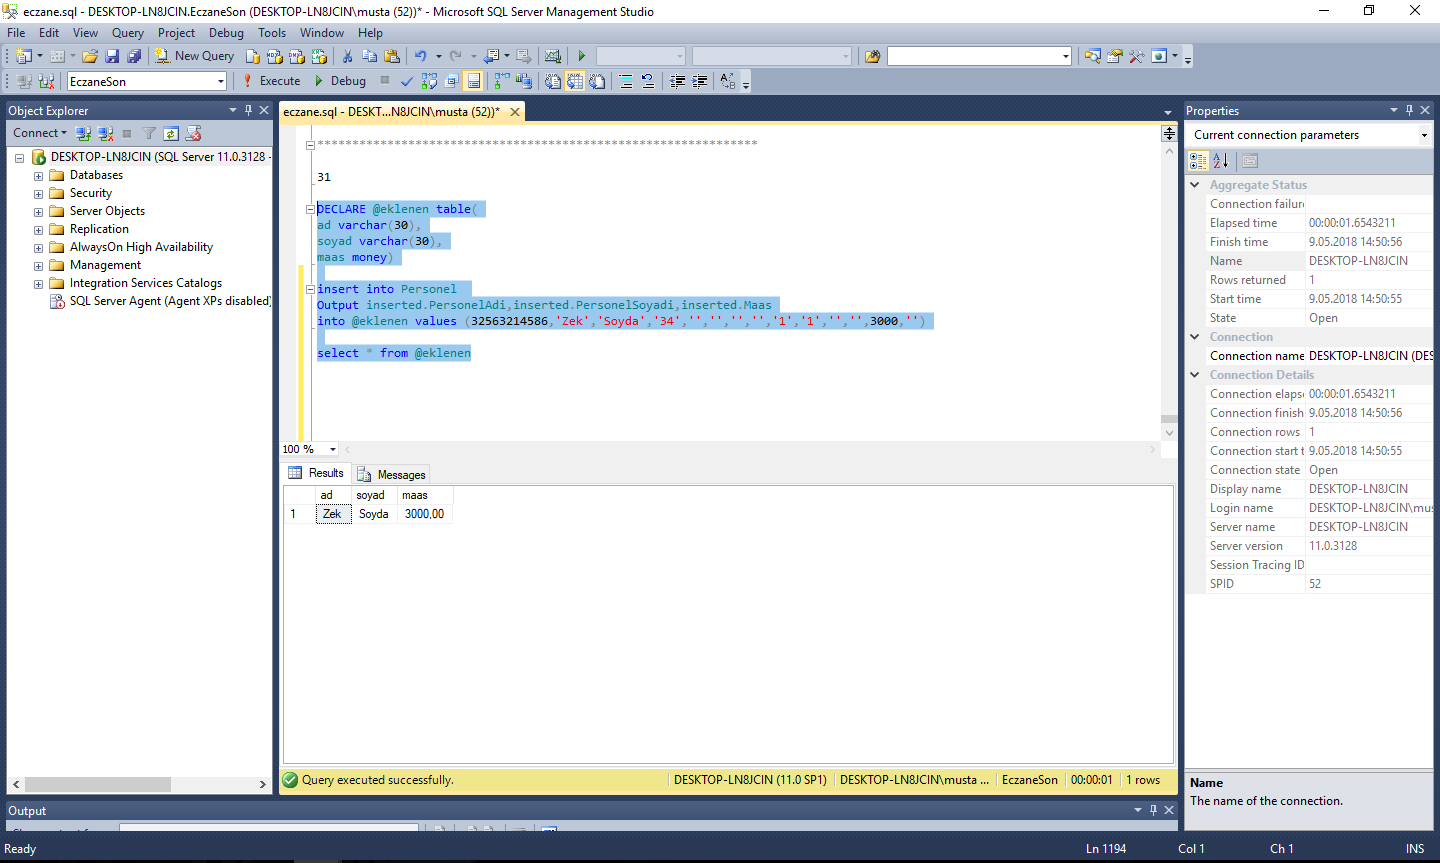 eczane.sql - DESKTOP-LN8JCIN.EczaneSon (DESKTOP-LN8JCIN\musta (52))* - Microsoft SQL Server Management Studio
File Edit View Query Project Debug Tools Window Help
New Query
EczaneSon Execute Debug
Object Explorer
Connect
DESKTOP-LN8JCIN (SQL Server 11.0.3128 -
Databases
Security
Server Objects
Replication
AlwaysOn High Availability
Management
Integration Services Catalogs
SQL Server Agent (Agent XPs disabled)
eczane.sql - DESKT...N8JCIN\musta (52))*
***************************************************************
31
DECLARE @eklenen table(
ad varchar(30),
soyad varchar(30),
maas money)
insert into Personel
Output inserted.PersonelAdi,inserted.PersonelSoyadi,inserted.Maas
into @eklenen values (32563214586,'Zek','Soyda','34','','','','','1','1','','',3000,'')
select * from @eklenen
100 %
Results Messages
ad soyad maas
1 Zek Soyda 3000,00
Query executed successfully. DESKTOP-LN8JCIN (11.0 SP1) DESKTOP-LN8JCIN\musta ... EczaneSon 00:00:01 1 rows
Properties
Current connection parameters
Aggregate Status
Connection failure
Elapsed time 00:00:01.6543211
Finish time 9.05.2018 14:50:56
Name DESKTOP-LN8JCIN
Rows returned 1
Start time 9.05.2018 14:50:55
State Open
Connection
Connection name DESKTOP-LN8JCIN (DES
Connection Details
Connection elaps 00:00:01.6543211
Connection finish 9.05.2018 14:50:56
Connection rows 1
Connection start t 9.05.2018 14:50:55
Connection state Open
Display name DESKTOP-LN8JCIN
Login name DESKTOP-LN8JCIN\mus
Server name DESKTOP-LN8JCIN
Server version 11.0.3128
Session Tracing ID
SPID 52
Name
The name of the connection.
Output
Ready Ln 1194 Col 1 Ch 1 INS